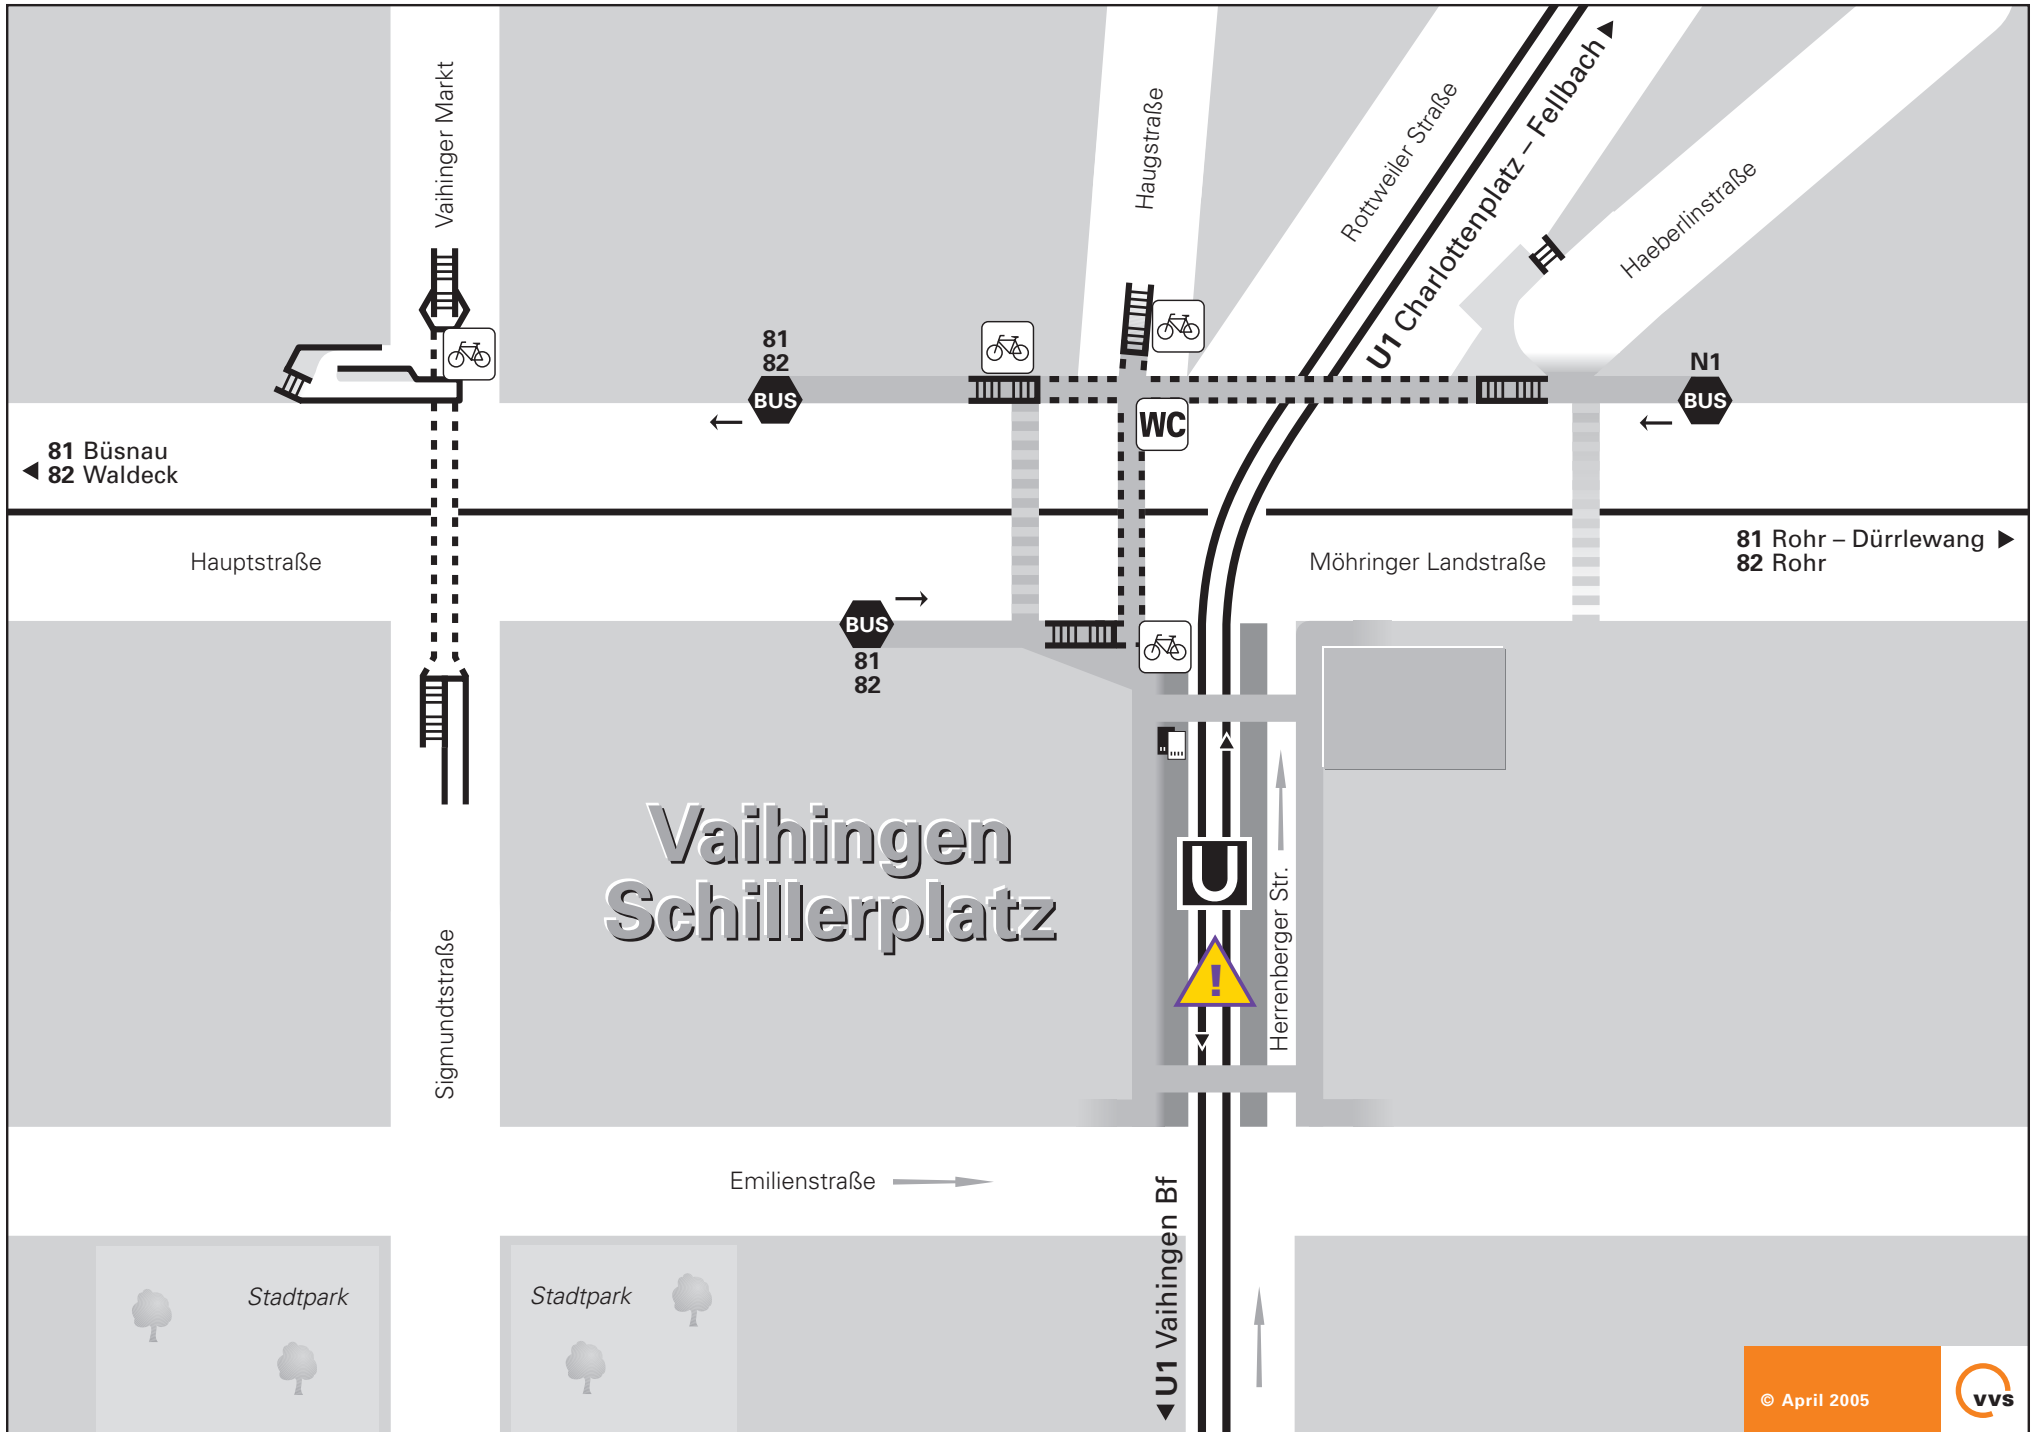 Vaihinger Markt
Haugstraße
Rottweiler Straße
U1 Charlottenplatz – Fellbach
Haeberlinstraße
81
82
BUS
N1
BUS
WC
81 Büsnau
82 Waldeck
Hauptstraße
Möhringer Landstraße
81 Rohr – Dürrlewang
82 Rohr
BUS
81
82
Vaihingen
Schillerplatz
U
!
Herrenberger Str.
Sigmundtstraße
Emilienstraße
U1 Vaihingen Bf
Stadtpark
Stadtpark
© April 2005
vvs